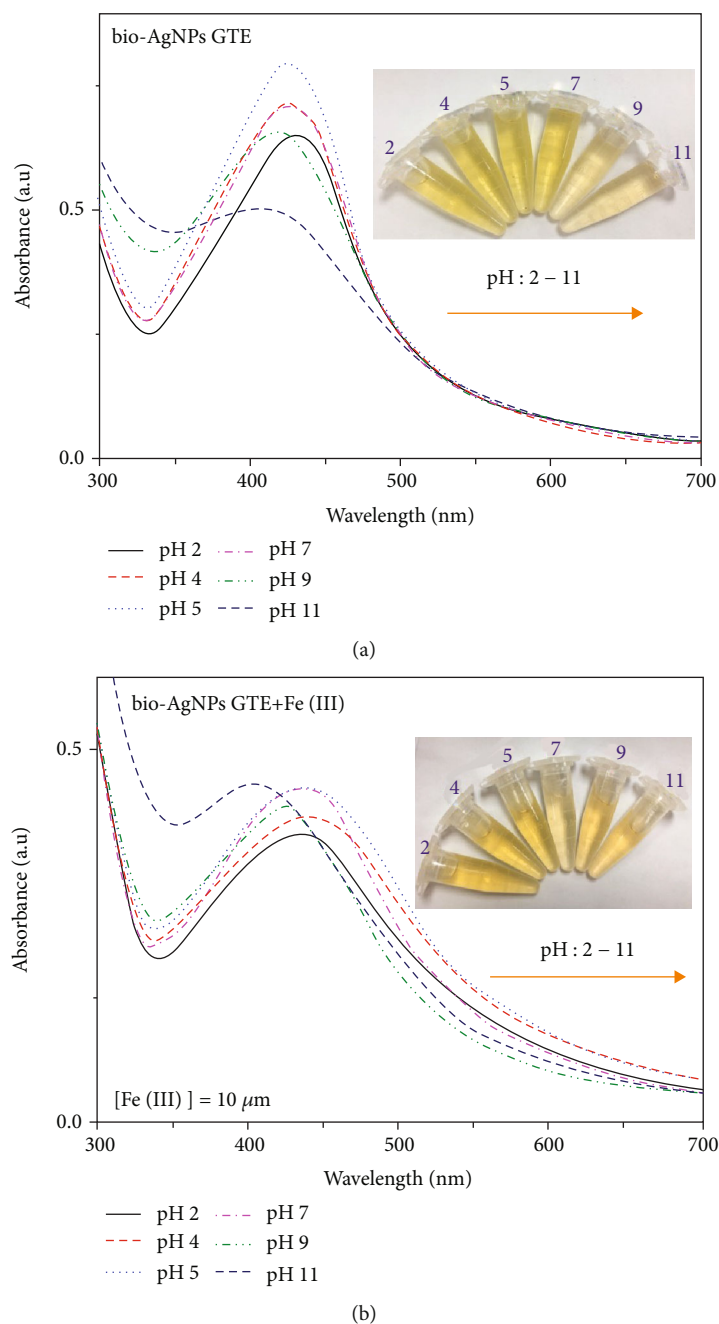 bio-AgNPs GTE
2
4
5
7
9
11
pH : 2 – 11
0.5
0.0
Absorbance (a.u)
300
400
500
600
700
Wavelength (nm)
pH 2
pH 7
pH 4
pH 9
pH 5
pH 11
(a)
bio-AgNPs GTE+Fe (III)
2
4
5
7
9
11
pH : 2 – 11
0.5
0.0
Absorbance (a.u)
[Fe (III) ] = 10 μm
300
400
500
600
700
Wavelength (nm)
pH 2
pH 7
pH 4
pH 9
pH 5
pH 11
(b)